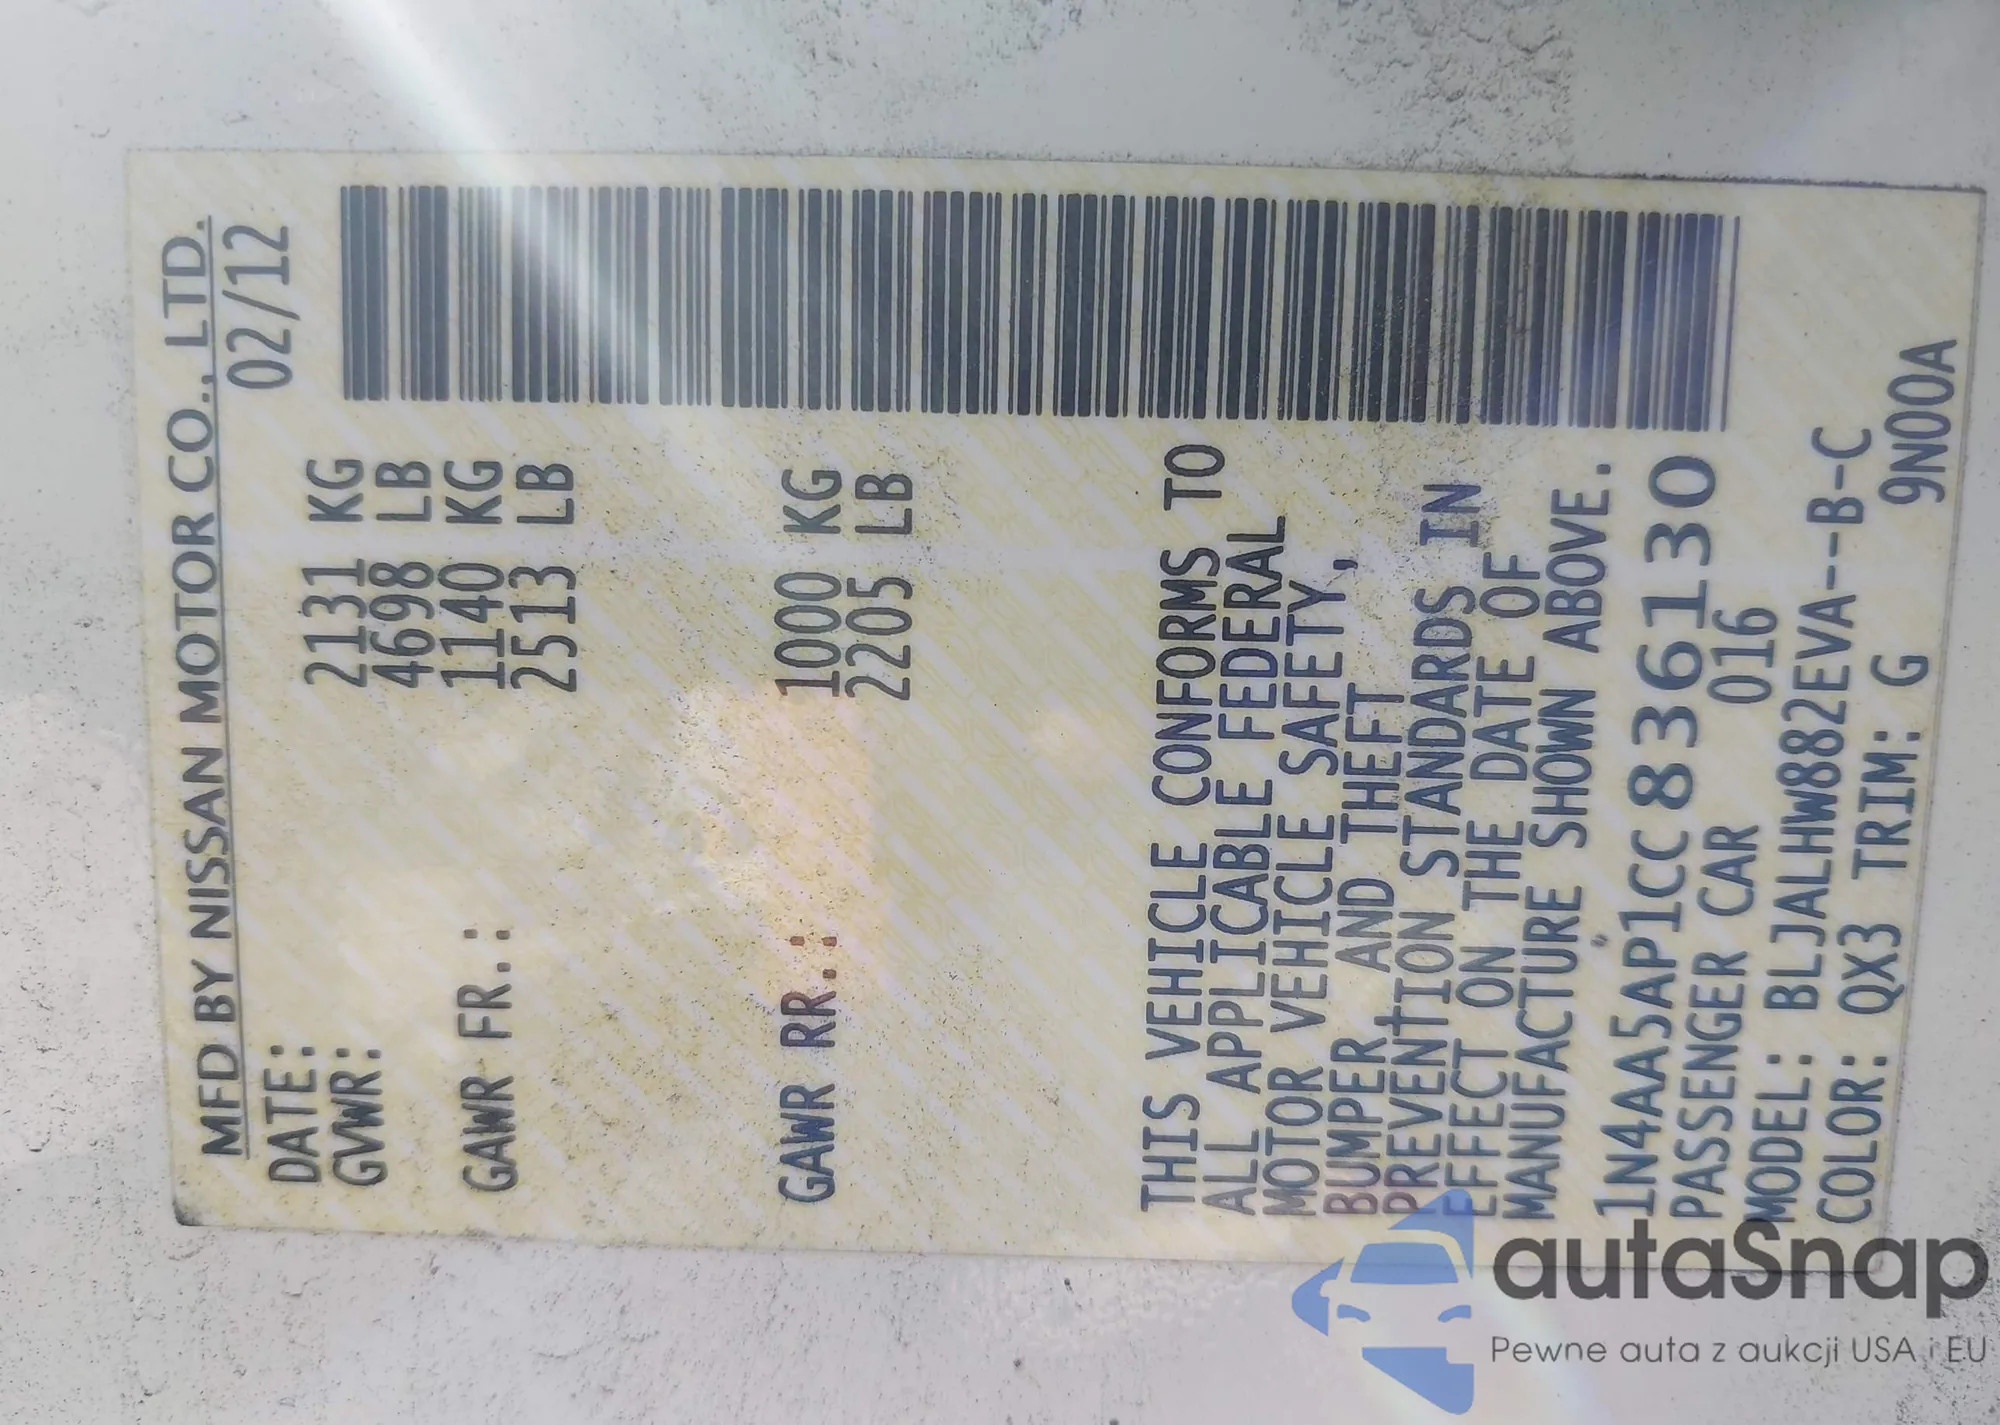 MFD BY NISSAN MOTOR CO., LTD.
DATE: 02/12
GVWR: 2131 KG
4698 LB
GAWR FR.: 1140 KG
2513 LB
GAWR RR.: 1000 KG
2205 LB
THIS VEHICLE CONFORMS TO
ALL APPLICABLE FEDERAL
MOTOR VEHICLE SAFETY,
BUMPER AND THEFT
PREVENTION STANDARDS IN
EFFECT ON THE DATE OF
MANUFACTURE SHOWN ABOVE.
1N4AA5AP1CC836130
PASSENGER CAR 016
MODEL: BLJALHW882EVA--B-C
COLOR: QX3 TRIM: G 9N00A
autaSnap
Pewne auta z aukcji USA i EU